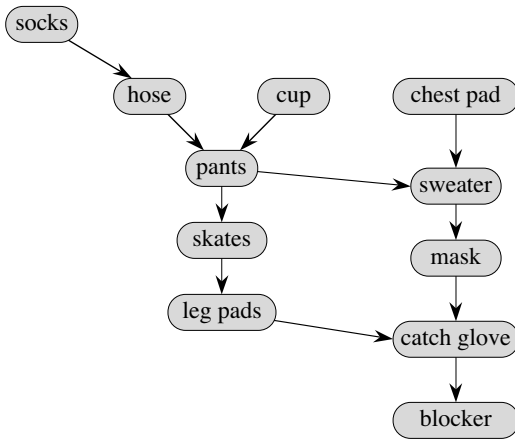 socks
hose
cup
chest pad
pants
sweater
skates
mask
leg pads
catch glove
blocker